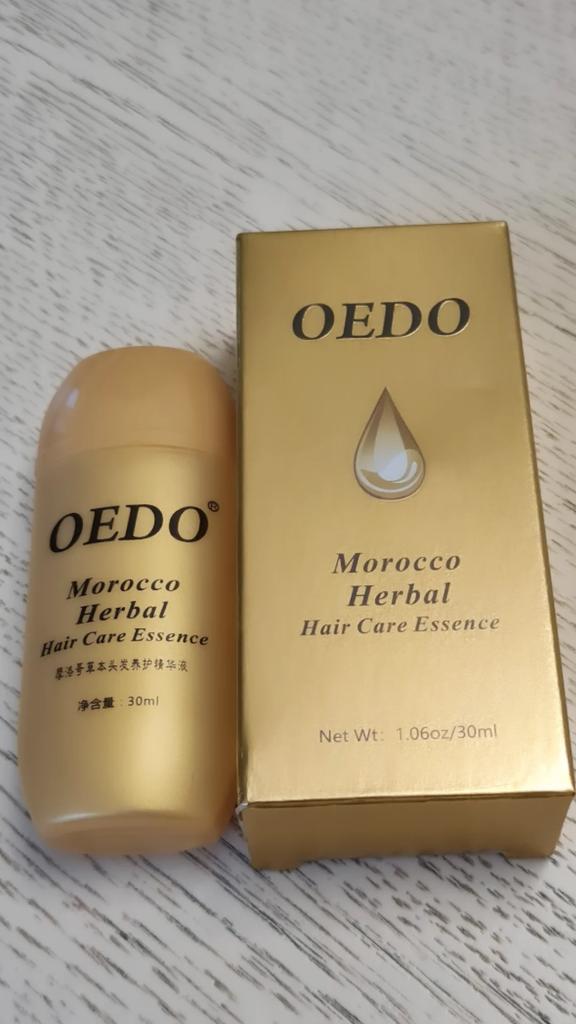 OEDO®
Morocco
Herbal
Hair Care Essence
摩洛哥草本头发养护精华液
净含量：30ml
OEDO
Morocco
Herbal
Hair Care Essence
Net Wt: 1.06oz/30ml